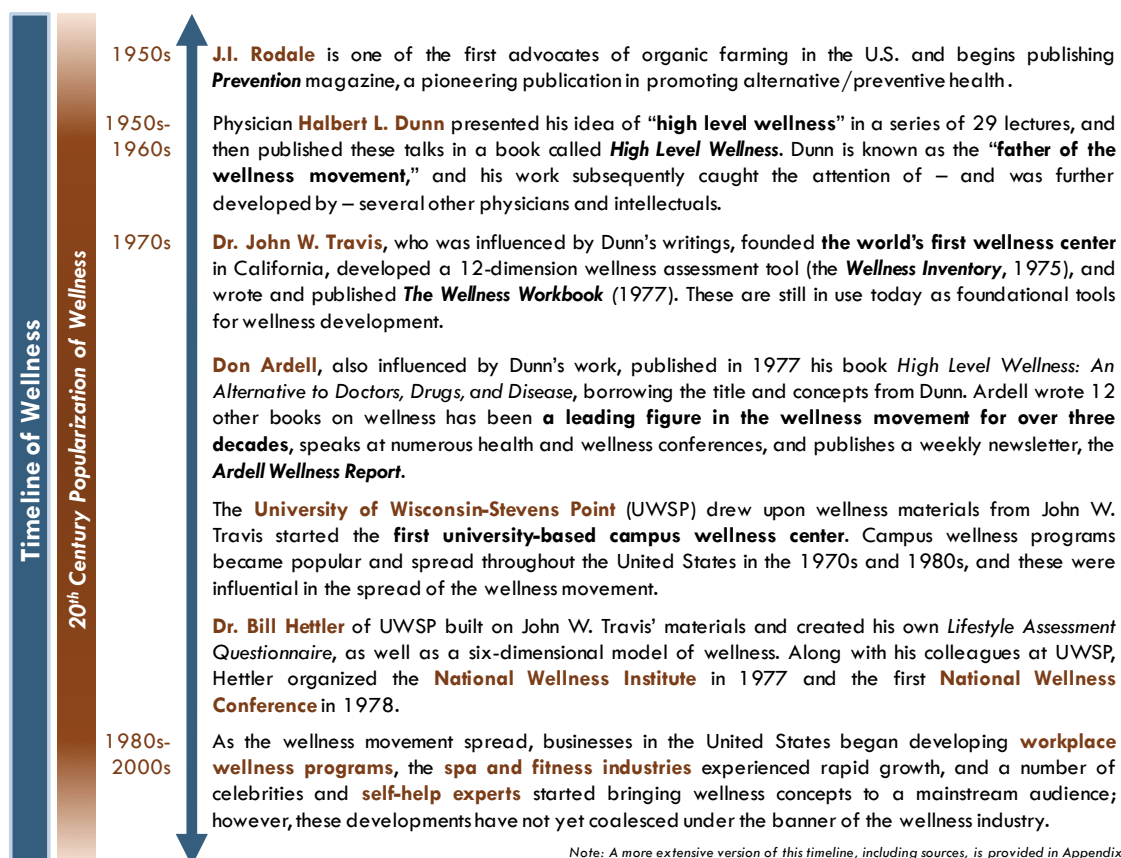 Timeline of Wellness
20th Century Popularization of Wellness
1950s
J.I. Rodale is one of the first advocates of organic farming in the U.S. and begins publishing
Prevention magazine, a pioneering publication in promoting alternative/preventive health.
1950s-
1960s
Physician Halbert L. Dunn presented his idea of “high level wellness” in a series of 29 lectures, and
then published these talks in a book called High Level Wellness. Dunn is known as the “father of the
wellness movement,” and his work subsequently caught the attention of – and was further
developed by – several other physicians and intellectuals.
1970s
Dr. John W. Travis, who was influenced by Dunn’s writings, founded the world’s first wellness center
in California, developed a 12-dimension wellness assessment tool (the Wellness Inventory, 1975), and
wrote and published The Wellness Workbook (1977). These are still in use today as foundational tools
for wellness development.
Don Ardell, also influenced by Dunn’s work, published in 1977 his book High Level Wellness: An
Alternative to Doctors, Drugs, and Disease, borrowing the title and concepts from Dunn. Ardell wrote 12
other books on wellness has been a leading figure in the wellness movement for over three
decades, speaks at numerous health and wellness conferences, and publishes a weekly newsletter, the
Ardell Wellness Report.
The University of Wisconsin-Stevens Point (UWSP) drew upon wellness materials from John W.
Travis started the first university-based campus wellness center. Campus wellness programs
became popular and spread throughout the United States in the 1970s and 1980s, and these were
influential in the spread of the wellness movement.
Dr. Bill Hettler of UWSP built on John W. Travis’ materials and created his own Lifestyle Assessment
Questionnaire, as well as a six-dimensional model of wellness. Along with his colleagues at UWSP,
Hettler organized the National Wellness Institute in 1977 and the first National Wellness
Conference in 1978.
1980s-
2000s
As the wellness movement spread, businesses in the United States began developing workplace
wellness programs, the spa and fitness industries experienced rapid growth, and a number of
celebrities and self-help experts started bringing wellness concepts to a mainstream audience;
however, these developments have not yet coalesced under the banner of the wellness industry.
Note: A more extensive version of this timeline, including sources, is provided in Appendix